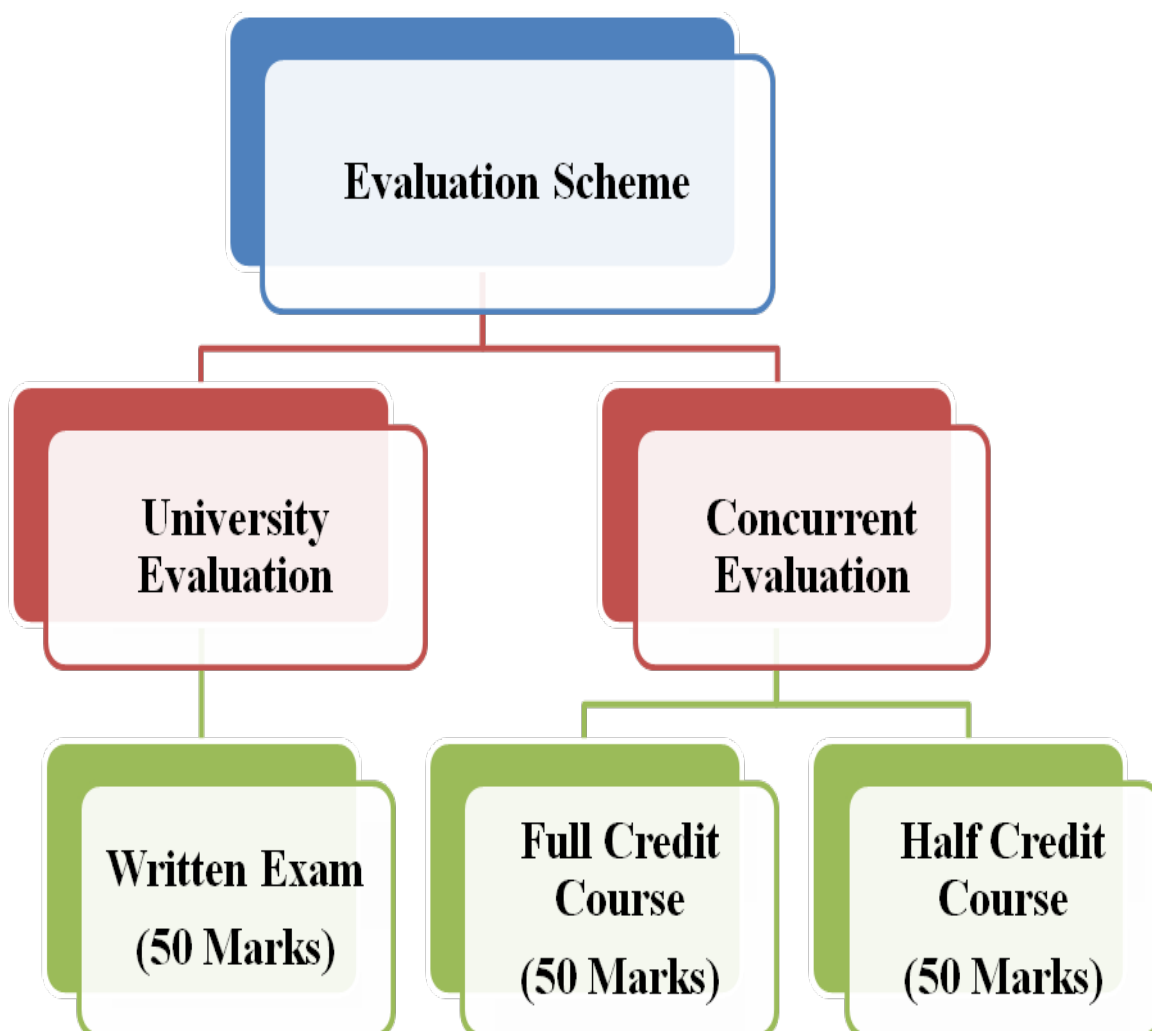 Evaluation Scheme
University
Evaluation
Concurrent
Evaluation
Written Exam
(50 Marks)
Full Credit
Course
(50 Marks)
Half Credit
Course
(50 Marks)